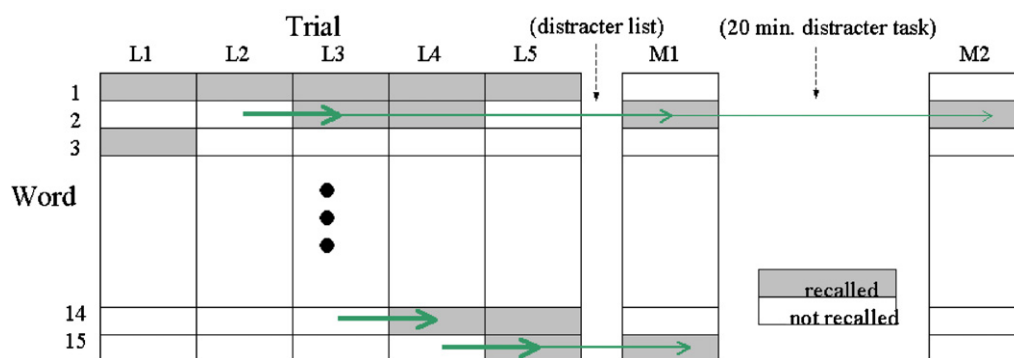 Trial
(distracter list)
(20 min. distracter task)
L1 L2 L3 L4 L5 M1 M2
1
2
3
Word
14
15
recalled
not recalled